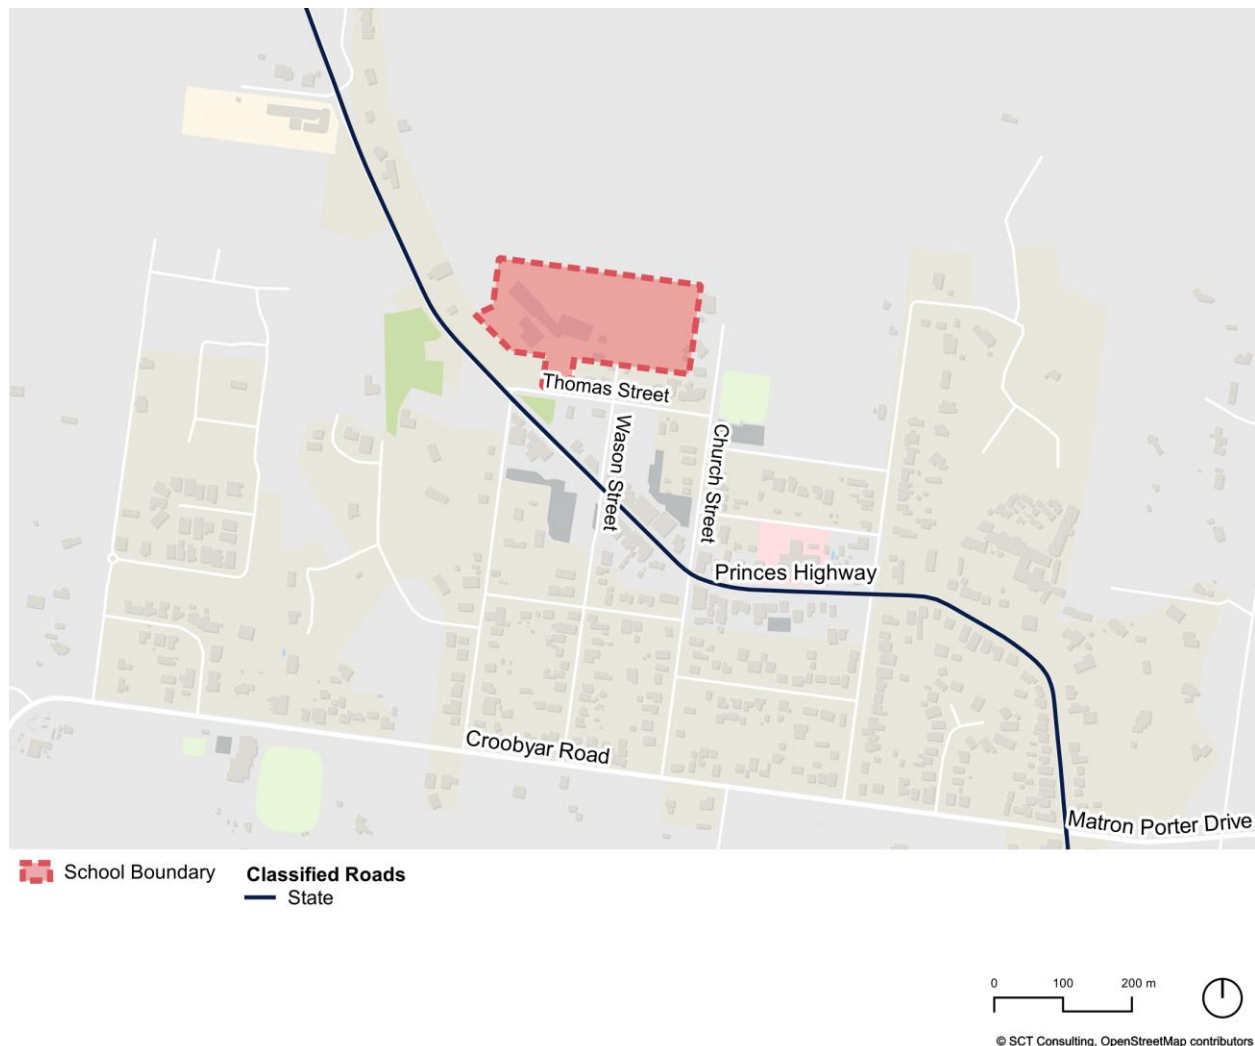 Thomas Street
Wason Street
Church Street
Princes Highway
Croobyar Road
Matron Porter Drive
School Boundary
Classified Roads
State
0 100 200 m
© SCT Consulting, OpenStreetMap contributors